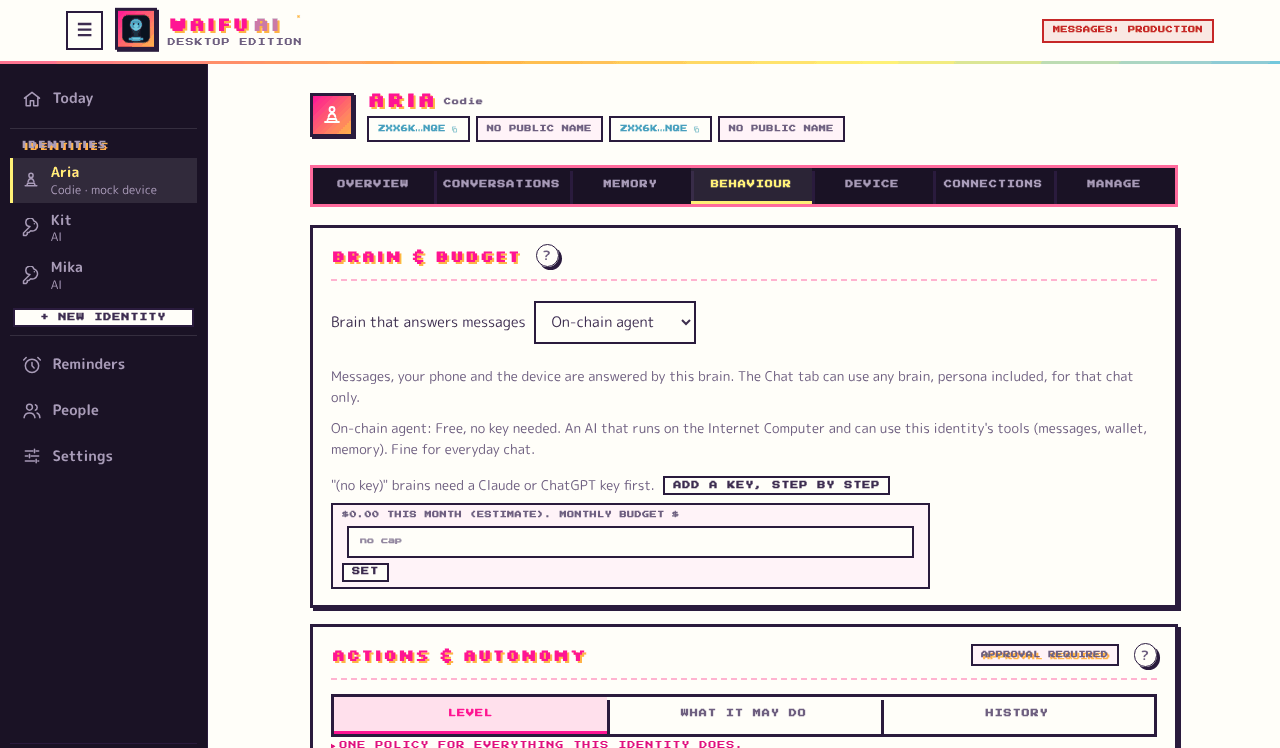 ☰ WAIFU AI
DESKTOP EDITION
MESSAGES: PRODUCTION
Today
IDENTITIES
Aria
Codie · mock device
Kit
AI
Mika
AI
+ NEW IDENTITY
Reminders
People
Settings
ARIA Codie
ZXX6K…NQE NO PUBLIC NAME ZXX6K…NQE NO PUBLIC NAME
OVERVIEW CONVERSATIONS MEMORY BEHAVIOUR DEVICE CONNECTIONS MANAGE
BRAIN & BUDGET ?
Brain that answers messages On-chain agent
Messages, your phone and the device are answered by this brain. The Chat tab can use any brain, persona included, for that chat
only.
On-chain agent: Free, no key needed. An AI that runs on the Internet Computer and can use this identity's tools (messages, wallet,
memory). Fine for everyday chat.
"(no key)" brains need a Claude or ChatGPT key first. ADD A KEY, STEP BY STEP
$0.00 THIS MONTH (ESTIMATE). MONTHLY BUDGET $
no cap
SET
ACTIONS & AUTONOMY APPROVAL REQUIRED ?
LEVEL WHAT IT MAY DO HISTORY
▸ONE POLICY FOR EVERYTHING THIS IDENTITY DOES.